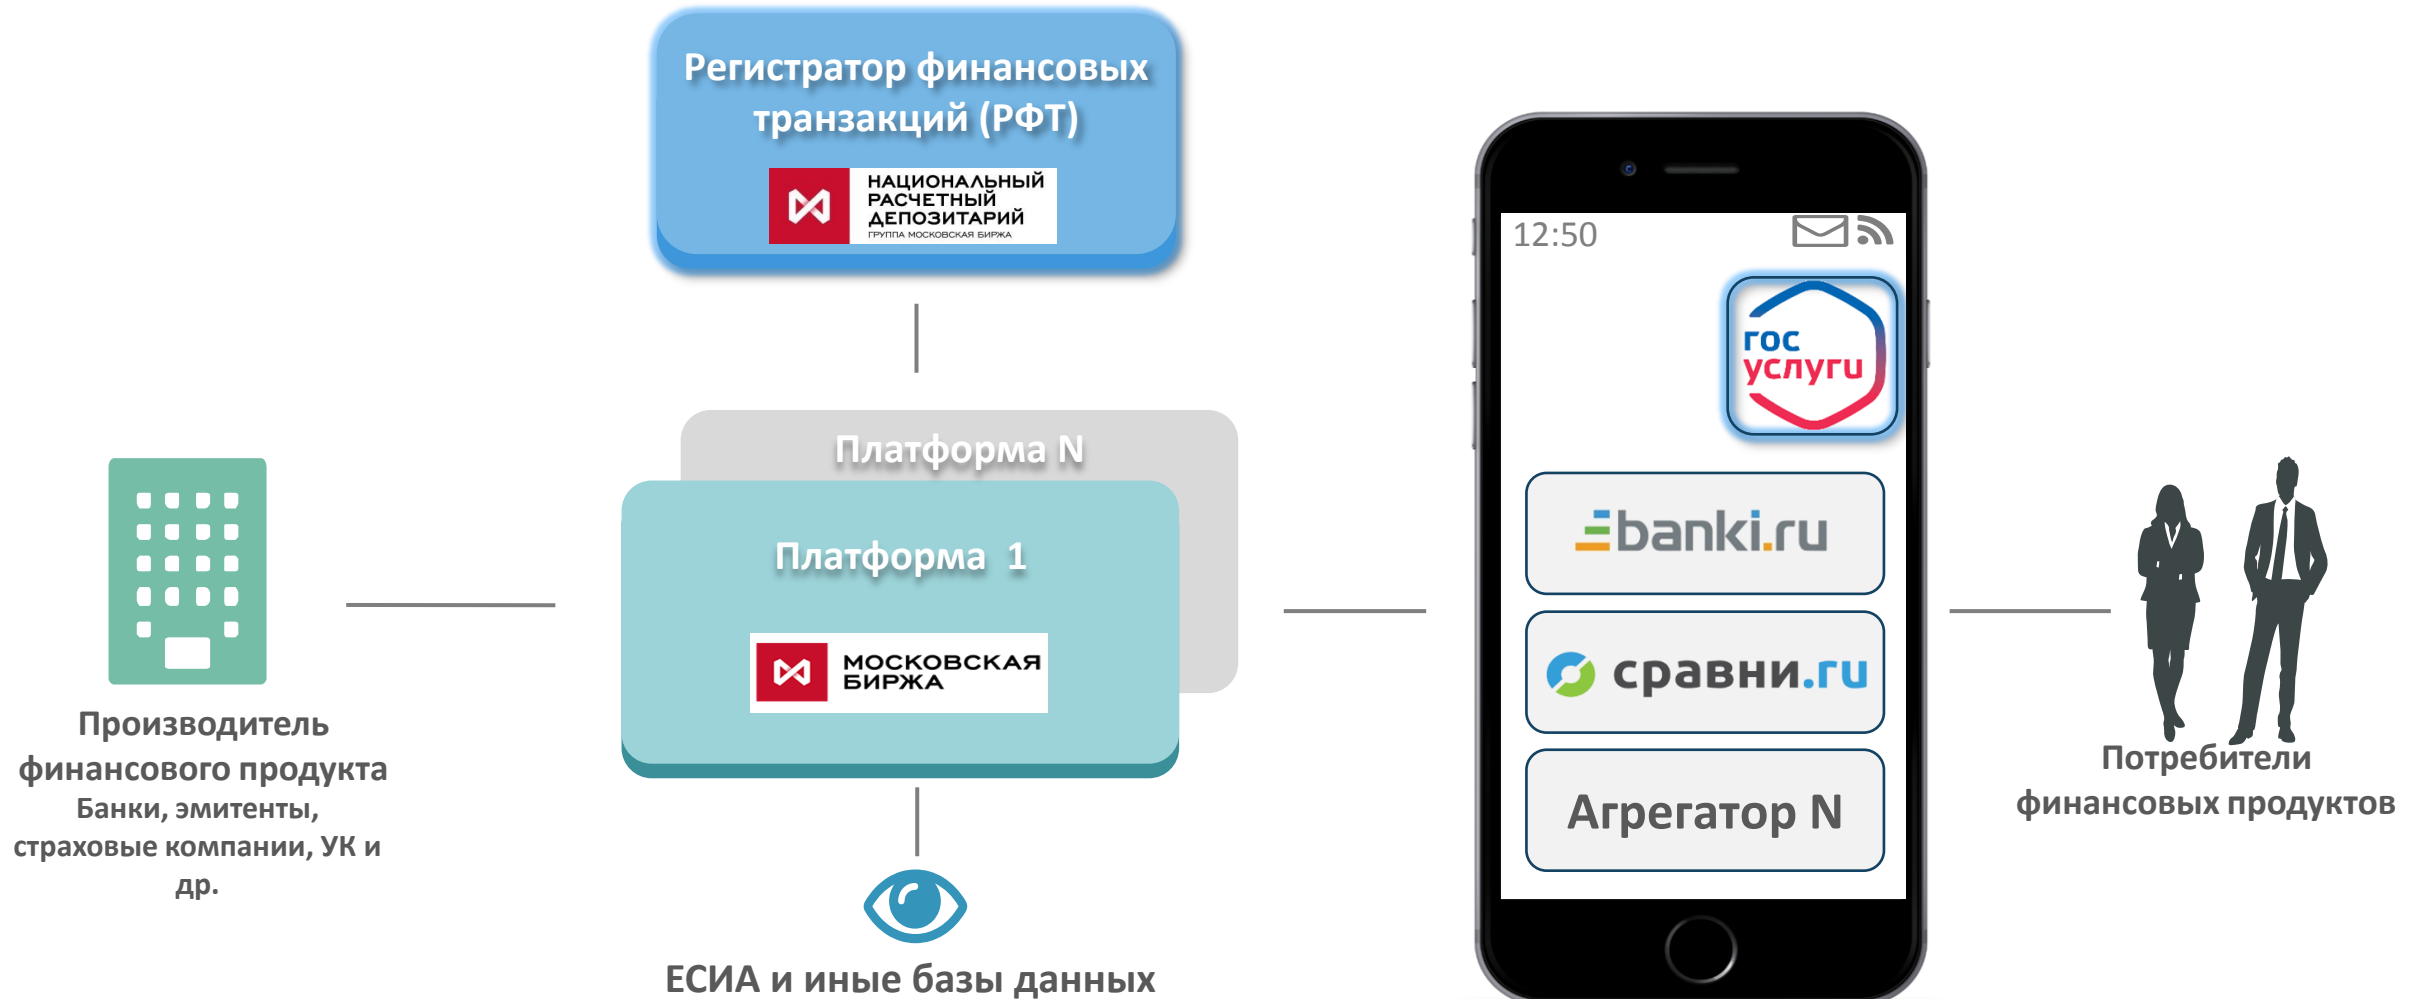 Регистратор финансовых
транзакций (РФТ)
НАЦИОНАЛЬНЫЙ
РАСЧЕТНЫЙ
ДЕПОЗИТАРИЙ
ГРУППА МОСКОВСКАЯ БИРЖА
Платформа N
Платформа 1
МОСКОВСКАЯ
БИРЖА
ЕСИА и иные базы данных
Производитель
финансового продукта
Банки, эмитенты,
страховые компании, УК и
др.
12:50
гос
услуги
banki.ru
сравни.ru
Агрегатор N
Потребители
финансовых продуктов